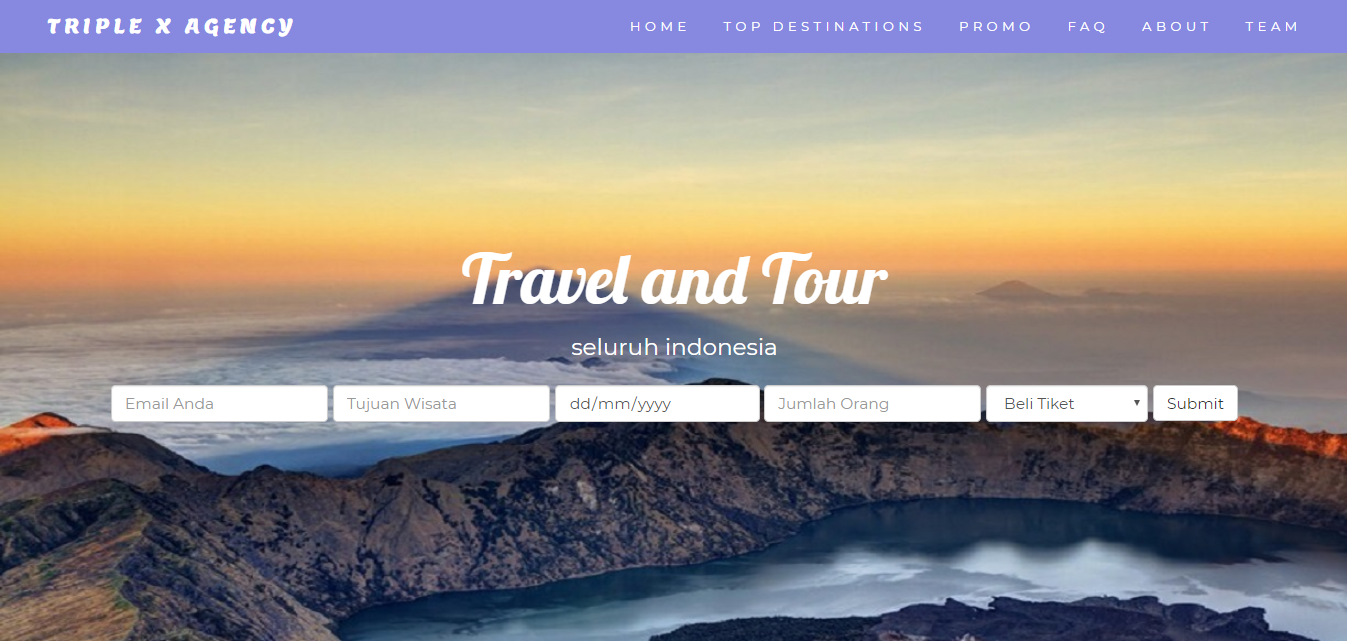 TRIPLE X AGENCY
HOME TOP DESTINATIONS PROMO FAQ ABOUT TEAM
Travel and Tour
seluruh indonesia
Email Anda Tujuan Wisata dd/mm/yyyy Jumlah Orang Beli Tiket Submit